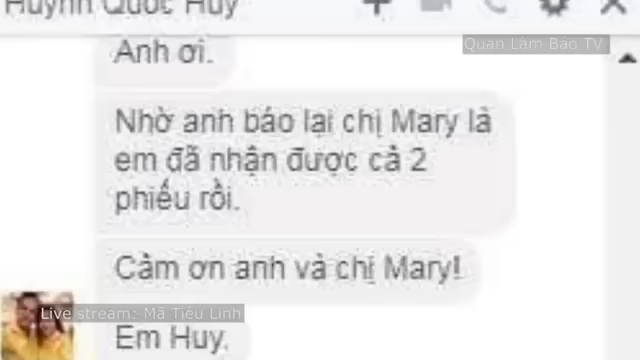 Huỳnh Quốc Huy
Quan Làm Báo TV
Anh ơi.
Nhờ anh báo lại chị Mary là
em đã nhận được cả 2
phiếu rồi.
Cảm ơn anh và chị Mary!
Live stream: Mã Tiểu Linh
Em Huy.